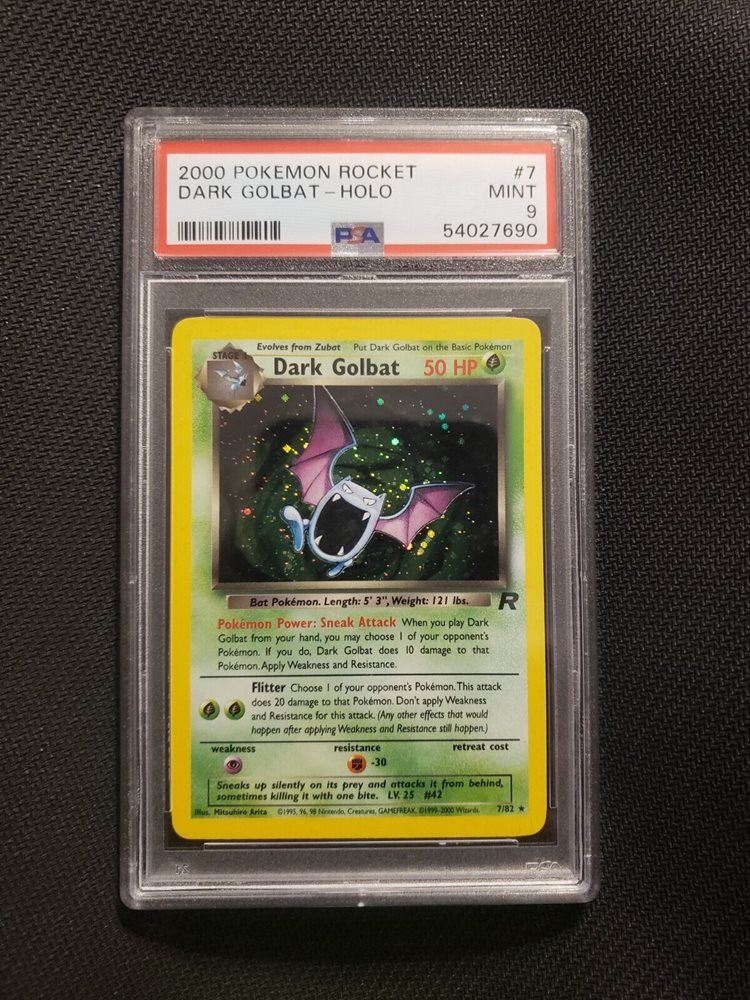 2000 POKEMON ROCKET #7
DARK GOLBAT – HOLO MINT
9
PSA 54027690
Evolves from Zubat Put Dark Golbat on the Basic Pokémon
STAGE 1
Dark Golbat 50 HP
Bat Pokémon. Length: 5' 3", Weight: 121 lbs.
R
Pokémon Power: Sneak Attack When you play Dark
Golbat from your hand, you may choose 1 of your opponent's
Pokémon. If you do, Dark Golbat does 10 damage to that
Pokémon. Apply Weakness and Resistance.
Flitter Choose 1 of your opponent's Pokémon. This attack
does 20 damage to that Pokémon. Don't apply Weakness
and Resistance for this attack. (Any other effects that would
happen after applying Weakness and Resistance still happen.)
weakness resistance retreat cost
-30
Sneaks up silently on its prey and attacks it from behind,
sometimes killing it with one bite. LV. 25 #42
Illus. Mitsuhiro Arita ©1995, 96, 98 Nintendo, Creatures, GAMEFREAK. ©1999-2000 Wizards. 7/82 ★
PSA